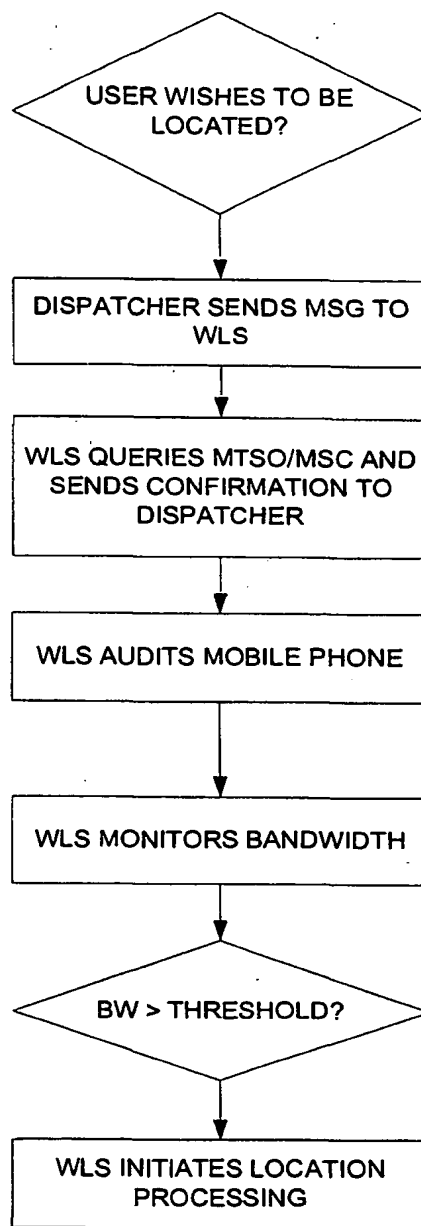 USER WISHES TO BE
LOCATED?
DISPATCHER SENDS MSG TO
WLS
WLS QUERIES MTSO/MSC AND
SENDS CONFIRMATION TO
DISPATCHER
WLS AUDITS MOBILE PHONE
WLS MONITORS BANDWIDTH
BW > THRESHOLD?
WLS INITIATES LOCATION
PROCESSING